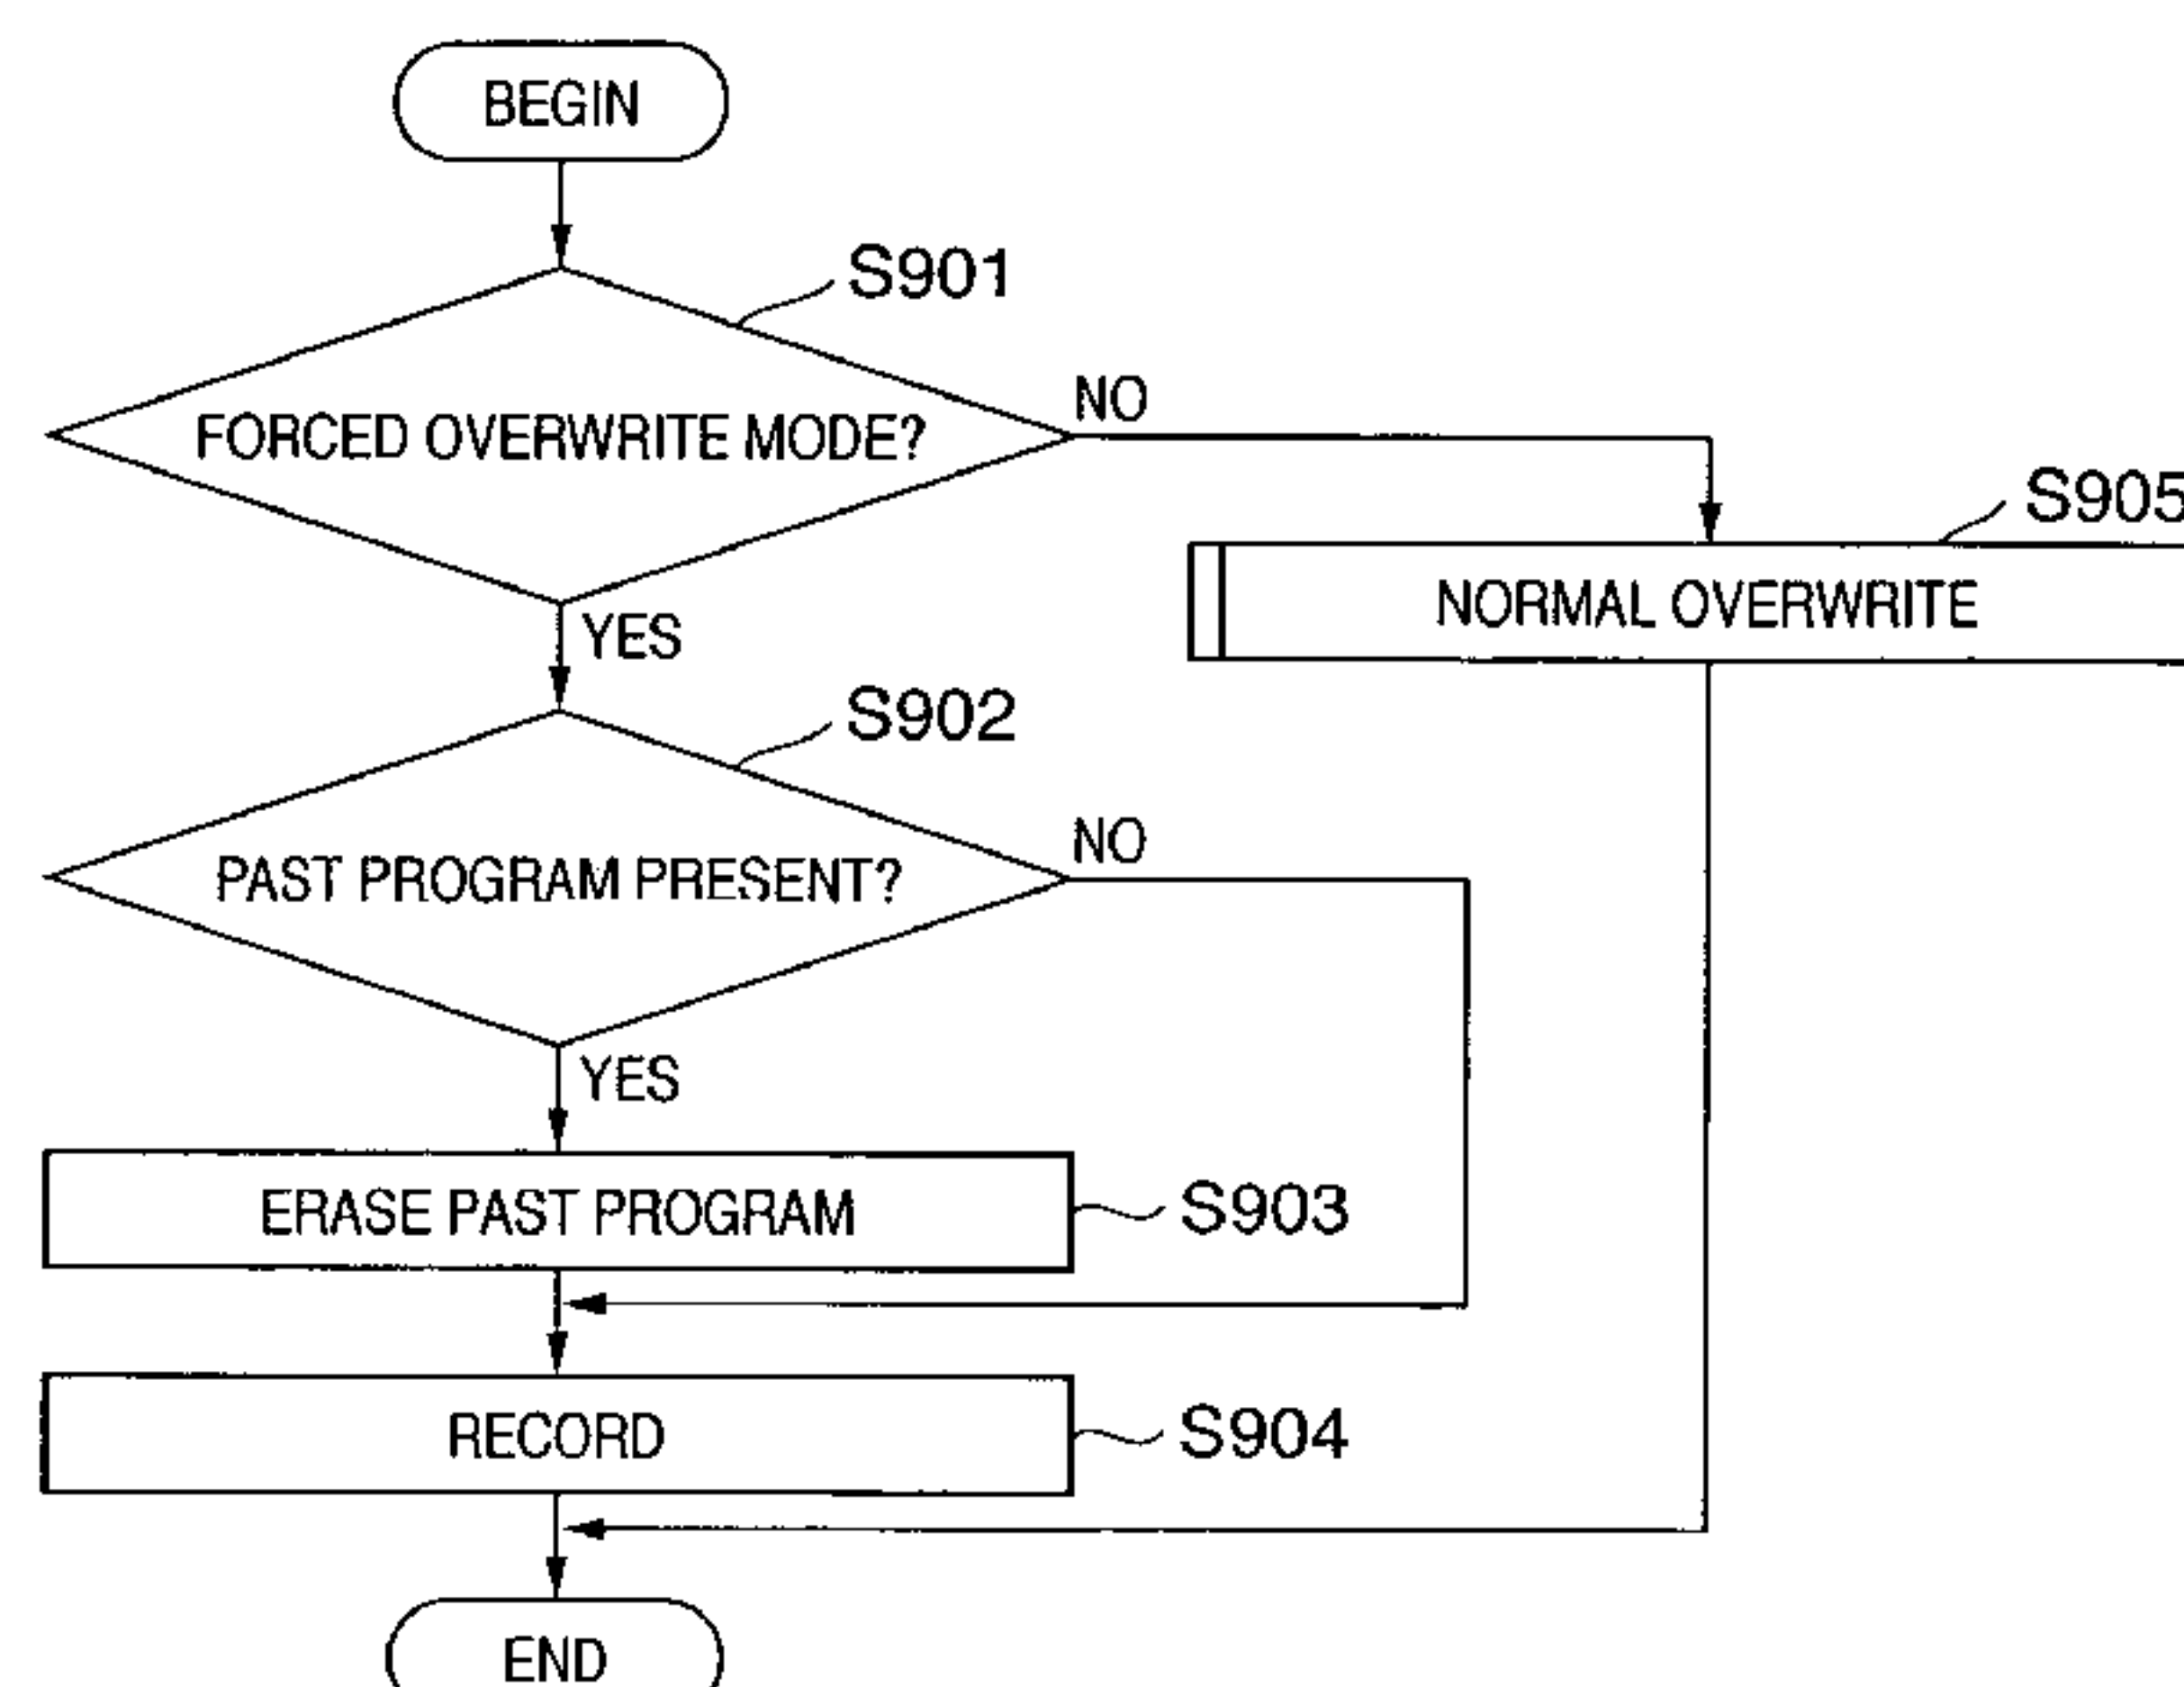 BEGIN
S901
FORCED OVERWRITE MODE?
NO
S905
NORMAL OVERWRITE
YES
S902
PAST PROGRAM PRESENT?
NO
YES
ERASE PAST PROGRAM
S903
RECORD
S904
END